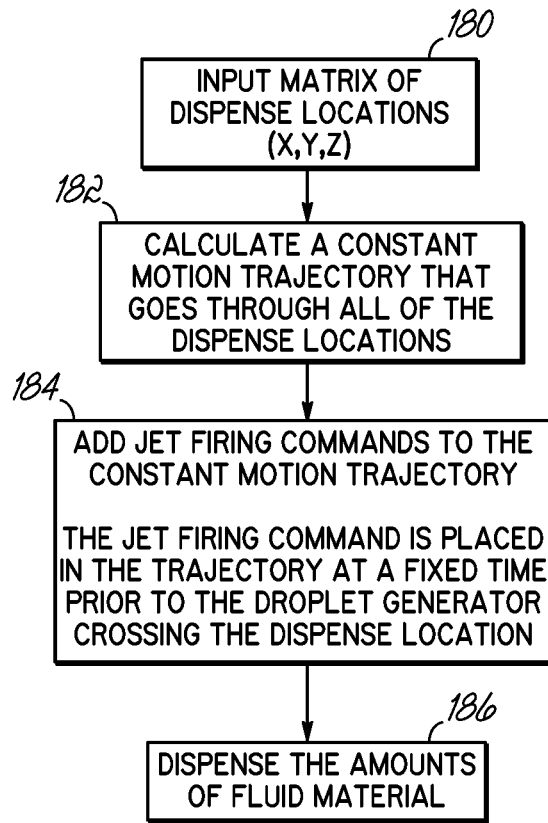 180
INPUT MATRIX OF
DISPENSE LOCATIONS
(X,Y,Z)
182
CALCULATE A CONSTANT
MOTION TRAJECTORY THAT
GOES THROUGH ALL OF THE
DISPENSE LOCATIONS
184
ADD JET FIRING COMMANDS TO THE
CONSTANT MOTION TRAJECTORY
THE JET FIRING COMMAND IS PLACED
IN THE TRAJECTORY AT A FIXED TIME
PRIOR TO THE DROPLET GENERATOR
CROSSING THE DISPENSE LOCATION
186
DISPENSE THE AMOUNTS
OF FLUID MATERIAL